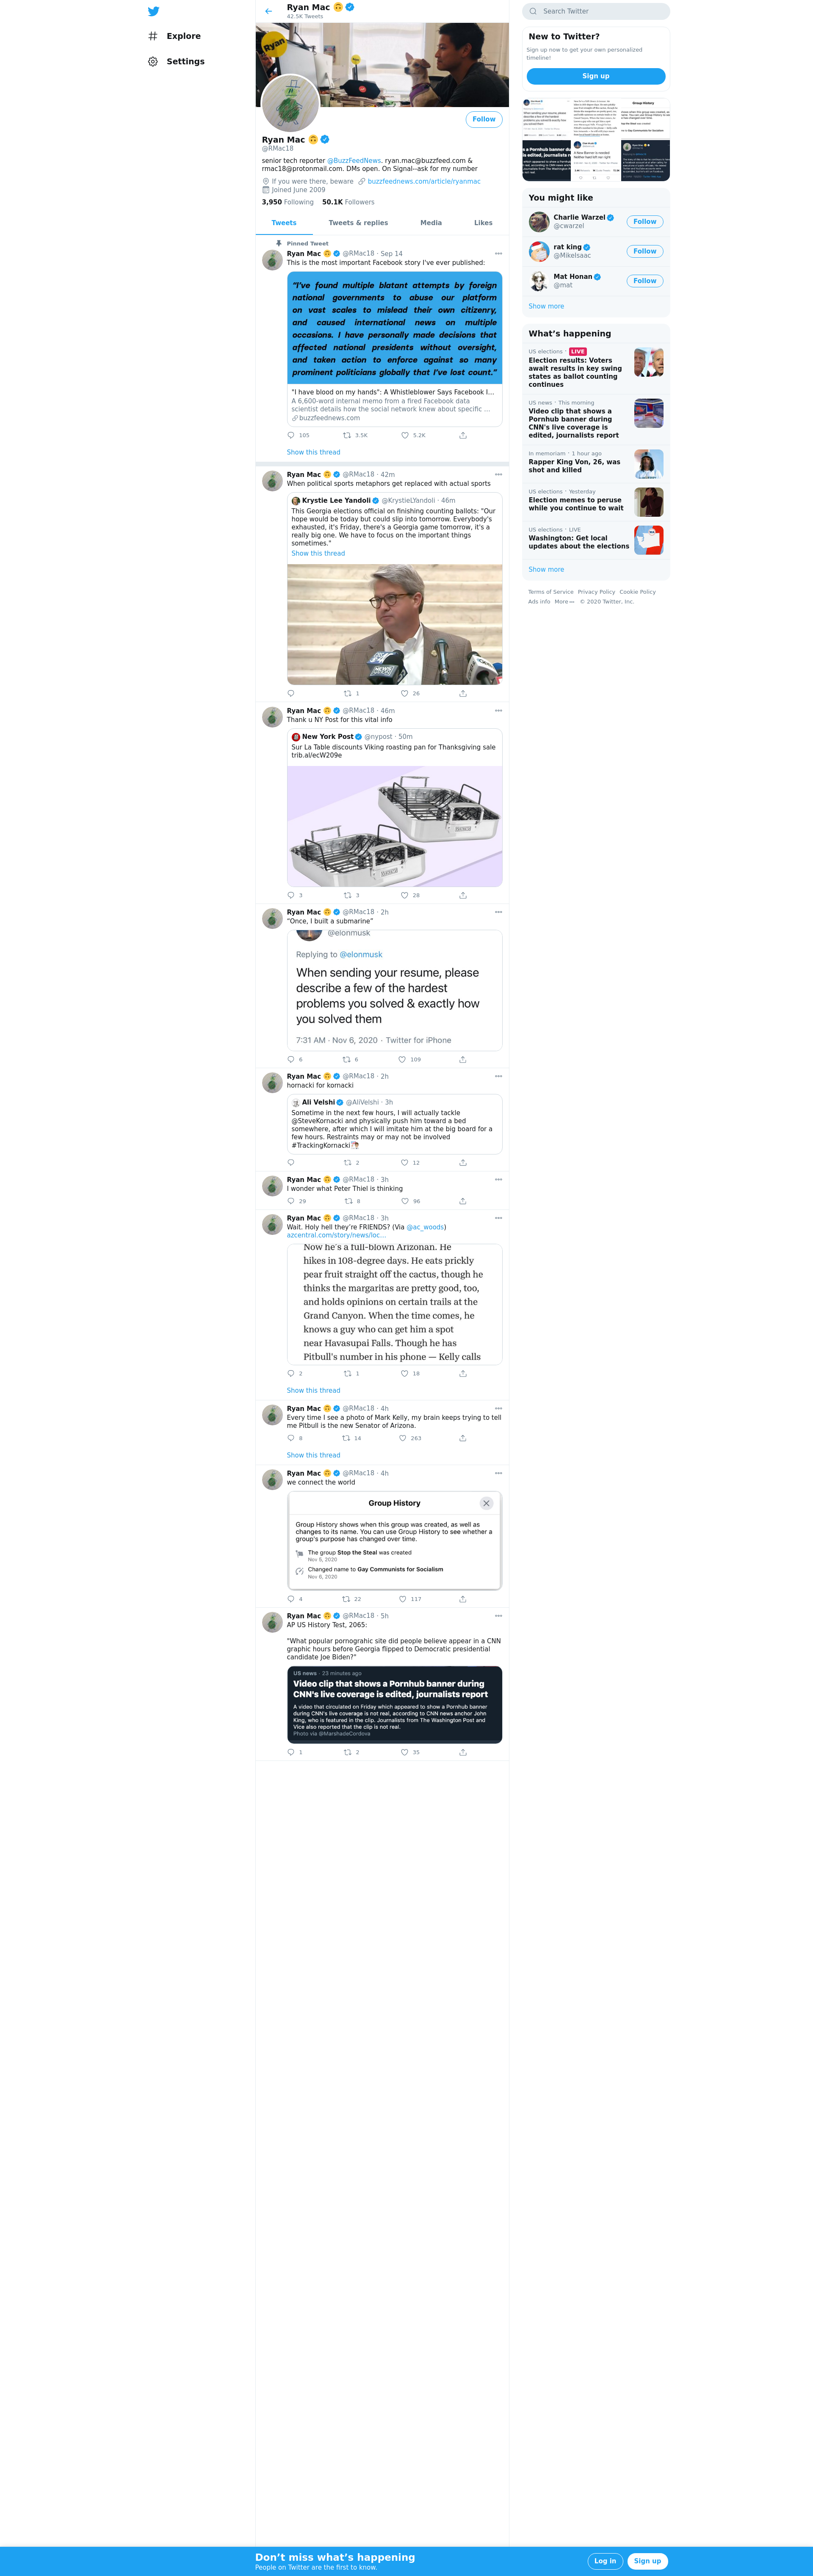 Explore
Settings
Ryan Mac 🙃
42.5K Tweets
Ryan
Follow
Ryan Mac 🙃
@RMac18
senior tech reporter @BuzzFeedNews. ryan.mac@buzzfeed.com &
rmac18@protonmail.com. DMs open. On Signal--ask for my number
If you were there, beware buzzfeednews.com/article/ryanmac
Joined June 2009
3,950 Following 50.1K Followers
Tweets Tweets & replies Media Likes
Pinned Tweet
Ryan Mac 🙃 @RMac18 · Sep 14
This is the most important Facebook story I've ever published:
"I've found multiple blatant attempts by foreign
national governments to abuse our platform
on vast scales to mislead their own citizenry,
and caused international news on multiple
occasions. I have personally made decisions that
affected national presidents without oversight,
and taken action to enforce against so many
prominent politicians globally that I've lost count."
"I have blood on my hands": A Whistleblower Says Facebook I...
A 6,600-word internal memo from a fired Facebook data
scientist details how the social network knew about specific ...
buzzfeednews.com
105 3.5K 5.2K
Show this thread
Ryan Mac 🙃 @RMac18 · 42m
When political sports metaphors get replaced with actual sports
Krystie Lee Yandoli @KrystieLYandoli · 46m
This Georgia elections official on finishing counting ballots: "Our
hope would be today but could slip into tomorrow. Everybody's
exhausted, it's Friday, there's a Georgia game tomorrow, it's a
really big one. We have to focus on the important things
sometimes."
Show this thread
1 26
Ryan Mac 🙃 @RMac18 · 46m
Thank u NY Post for this vital info
New York Post @nypost · 50m
Sur La Table discounts Viking roasting pan for Thanksgiving sale
trib.al/ecW209e
3 3 28
Ryan Mac 🙃 @RMac18 · 2h
"Once, I built a submarine"
@elonmusk
Replying to @elonmusk
When sending your resume, please
describe a few of the hardest
problems you solved & exactly how
you solved them
7:31 AM · Nov 6, 2020 · Twitter for iPhone
6 6 109
Ryan Mac 🙃 @RMac18 · 2h
hornacki for kornacki
Ali Velshi @AliVelshi · 3h
Sometime in the next few hours, I will actually tackle
@SteveKornacki and physically push him toward a bed
somewhere, after which I will imitate him at the big board for a
few hours. Restraints may or may not be involved
#TrackingKornacki
2 12
Ryan Mac 🙃 @RMac18 · 3h
I wonder what Peter Thiel is thinking
29 8 96
Ryan Mac 🙃 @RMac18 · 3h
Wait. Holy hell they're FRIENDS? (Via @ac_woods)
azcentral.com/story/news/loc...
Now he's a full-blown Arizonan. He
hikes in 108-degree days. He eats prickly
pear fruit straight off the cactus, though he
thinks the margaritas are pretty good, too,
and holds opinions on certain trails at the
Grand Canyon. When the time comes, he
knows a guy who can get him a spot
near Havasupai Falls. Though he has
Pitbull's number in his phone — Kelly calls
2 1 18
Show this thread
Ryan Mac 🙃 @RMac18 · 4h
Every time I see a photo of Mark Kelly, my brain keeps trying to tell
me Pitbull is the new Senator of Arizona.
8 14 263
Show this thread
Ryan Mac 🙃 @RMac18 · 4h
we connect the world
Group History
Group History shows when this group was created, as well as
changes to its name. You can use Group History to see whether a
group's purpose has changed over time.
The group Stop the Steal was created
Nov 5, 2020
Changed name to Gay Communists for Socialism
Nov 6, 2020
4 22 117
Ryan Mac 🙃 @RMac18 · 5h
AP US History Test, 2065:
"What popular pornograhic site did people believe appear in a CNN
graphic hours before Georgia flipped to Democratic presidential
candidate Joe Biden?"
US news · 23 minutes ago
Video clip that shows a Pornhub banner during
CNN's live coverage is edited, journalists report
A video that circulated on Friday which appeared to show a Pornhub banner
during CNN's live coverage is not real, according to CNN news anchor John
King, who is featured in the clip. Journalists from The Washington Post and
Vice also reported that the clip is not real.
Photo via @MarshadeCordova
1 2 35
Search Twitter
New to Twitter?
Sign up now to get your own personalized
timeline!
Sign up
You might like
Charlie Warzel
@cwarzel
Follow
rat king
@MikeIsaac
Follow
Mat Honan
@mat
Follow
Show more
What's happening
US elections · LIVE
Election results: Voters
await results in key swing
states as ballot counting
continues
US news · This morning
Video clip that shows a
Pornhub banner during
CNN's live coverage is
edited, journalists report
In memoriam · 1 hour ago
Rapper King Von, 26, was
shot and killed
US elections · Yesterday
Election memes to peruse
while you continue to wait
US elections · LIVE
Washington: Get local
updates about the elections
Show more
Terms of Service Privacy Policy Cookie Policy
Ads info More © 2020 Twitter, Inc.
Don't miss what's happening
People on Twitter are the first to know.
Log in Sign up